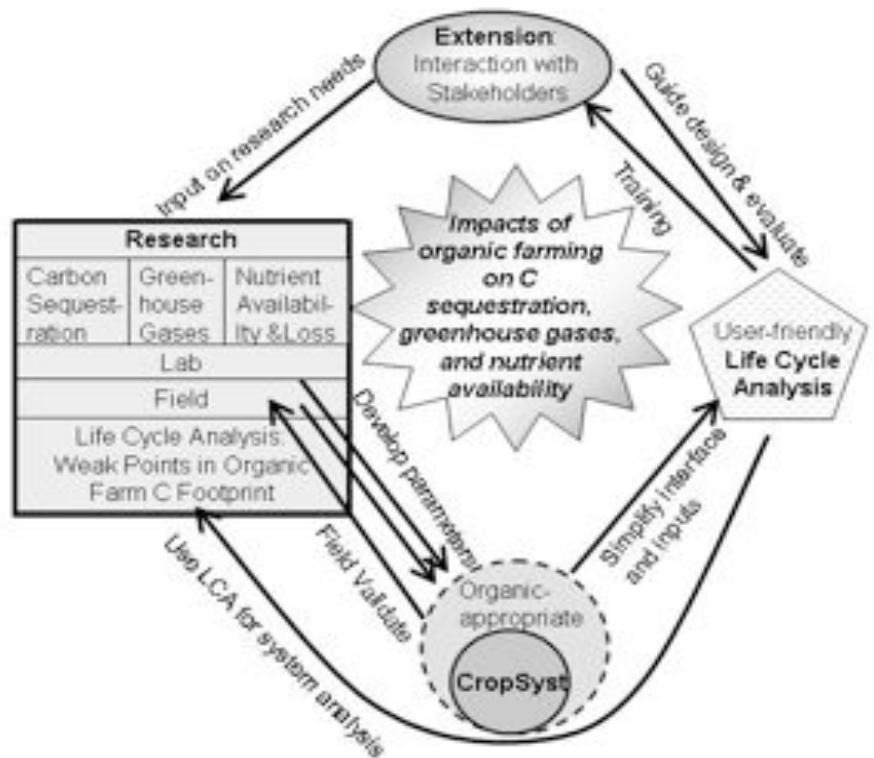 Extension:
Interaction with
Stakeholders
Input on research needs
Guide design & evaluate
Training
Research
Carbon
Sequest-
ration
Green-
house
Gases
Nutrient
Availabil-
ity &Loss
Lab
Field
Life Cycle Analysis:
Weak Points in Organic
Farm C Footprint
Impacts of
organic farming
on C
sequestration,
greenhouse gases,
and nutrient
availability
User-friendly
Life Cycle
Analysis
Develop parameters
Field Validate
Simplify interface
and inputs
Use LCA for system analysis
Organic-
appropriate
CropSyst